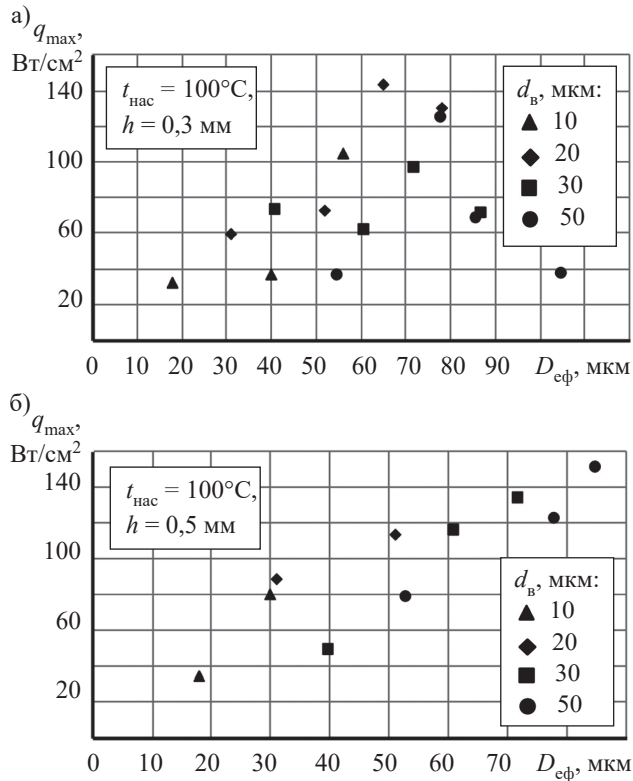 а)
q_max,
Вт/см²
140
100
60
20
t_нас = 100°C,
h = 0,3 мм
d_в, мкм:
10
20
30
50
0 10 20 30 40 50 60 70 80 90 D_еф, мкм
б)
q_max,
Вт/см²
140
100
60
20
t_нас = 100°C,
h = 0,5 мм
d_в, мкм:
10
20
30
50
0 10 20 30 40 50 60 70 D_еф, мкм